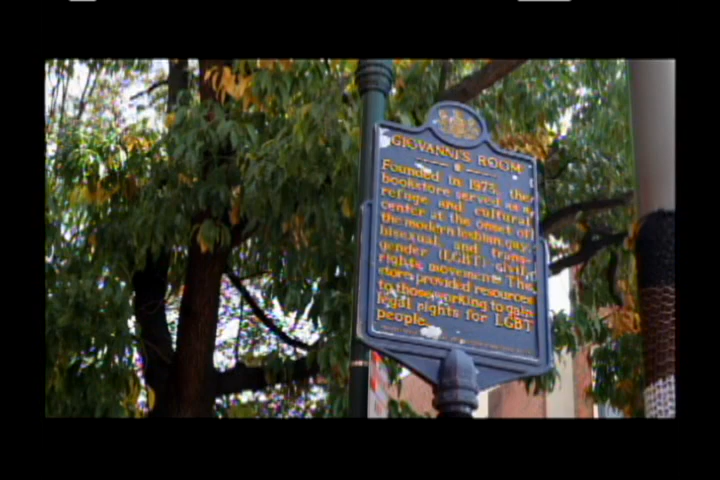 GIOVANNI'S ROOM
Founded in 1973, the
bookstore served as a
refuge and cultural
center at the onset of
the modern lesbian, gay,
bisexual, and trans-
gender (LGBT) civil
rights movement. The
store provided resources
to those working to gain
legal rights for LGBT
people.